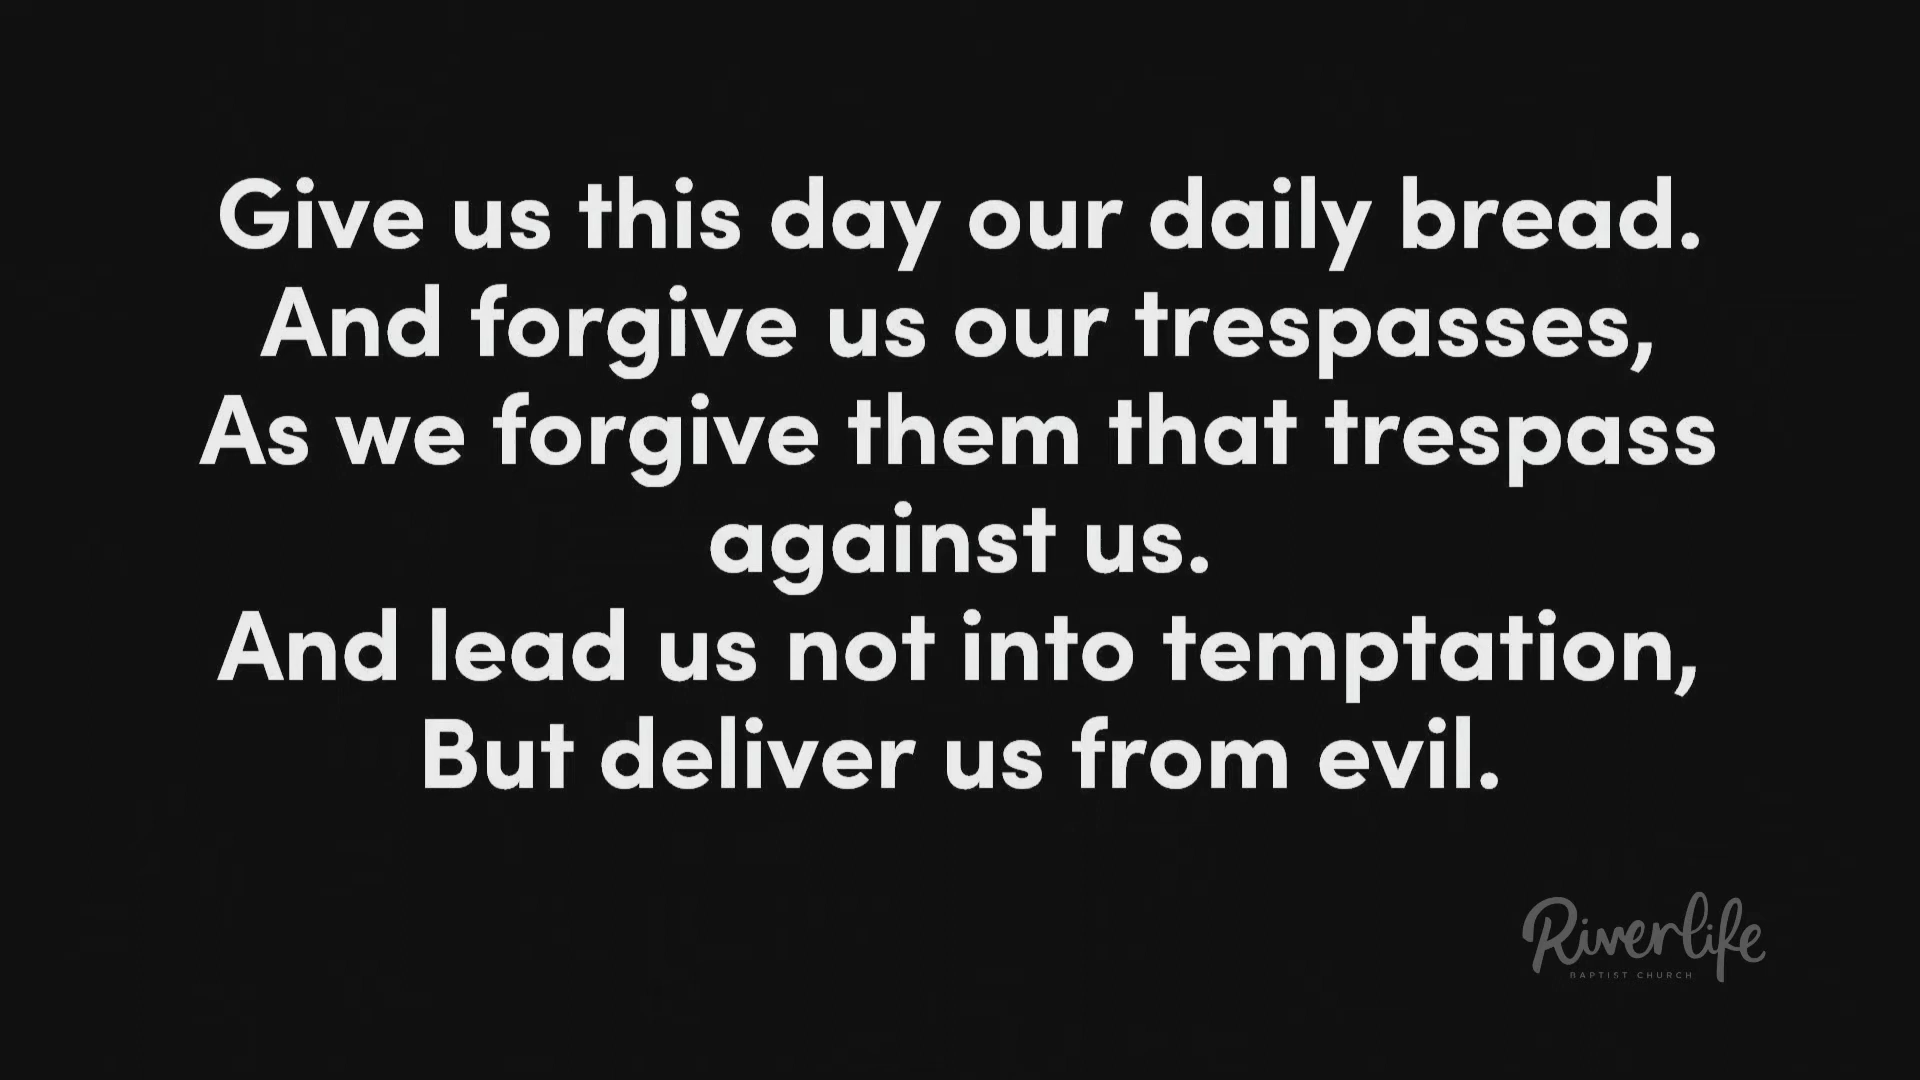 Give us this day our daily bread.
And forgive us our trespasses,
As we forgive them that trespass
against us.
And lead us not into temptation,
But deliver us from evil.
Riverlife
BAPTIST CHURCH